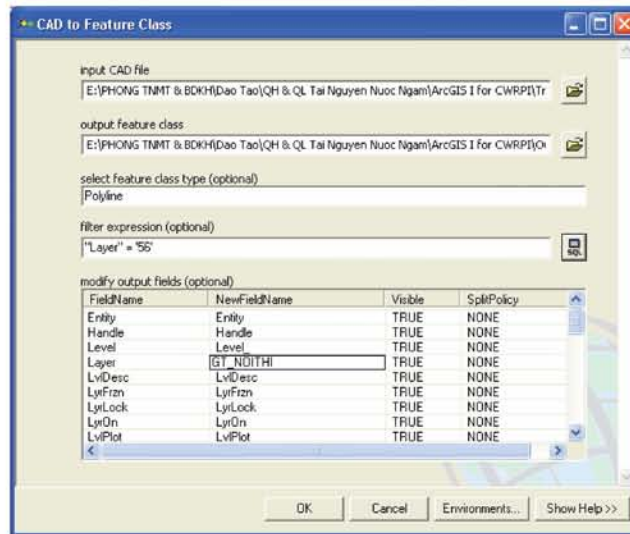 CAD to Feature Class
input CAD file
E:\PHONG TNMT & BDKH\Dao Tao\QH & QL Tai Nguyen Nuoc Ngam\ArcGIS I for CWRPI\Tr
output feature class
E:\PHONG TNMT & BDKH\Dao Tao\QH & QL Tai Nguyen Nuoc Ngam\ArcGIS I for CWRPI\Ou
select feature class type (optional)
Polyline
filter expression (optional)
"Layer" = '56'
SQL
modify output fields (optional)
FieldName NewFieldName Visible SplitPolicy
Entity Entity TRUE NONE
Handle Handle TRUE NONE
Level Level_ TRUE NONE
Layer GT_NOITHI TRUE NONE
LvlDesc LvlDesc TRUE NONE
LyrFrzn LyrFrzn TRUE NONE
LyrLock LyrLock TRUE NONE
LyrOn LyrOn TRUE NONE
LvlPlot LvlPlot TRUE NONE
OK Cancel Environments... Show Help >>